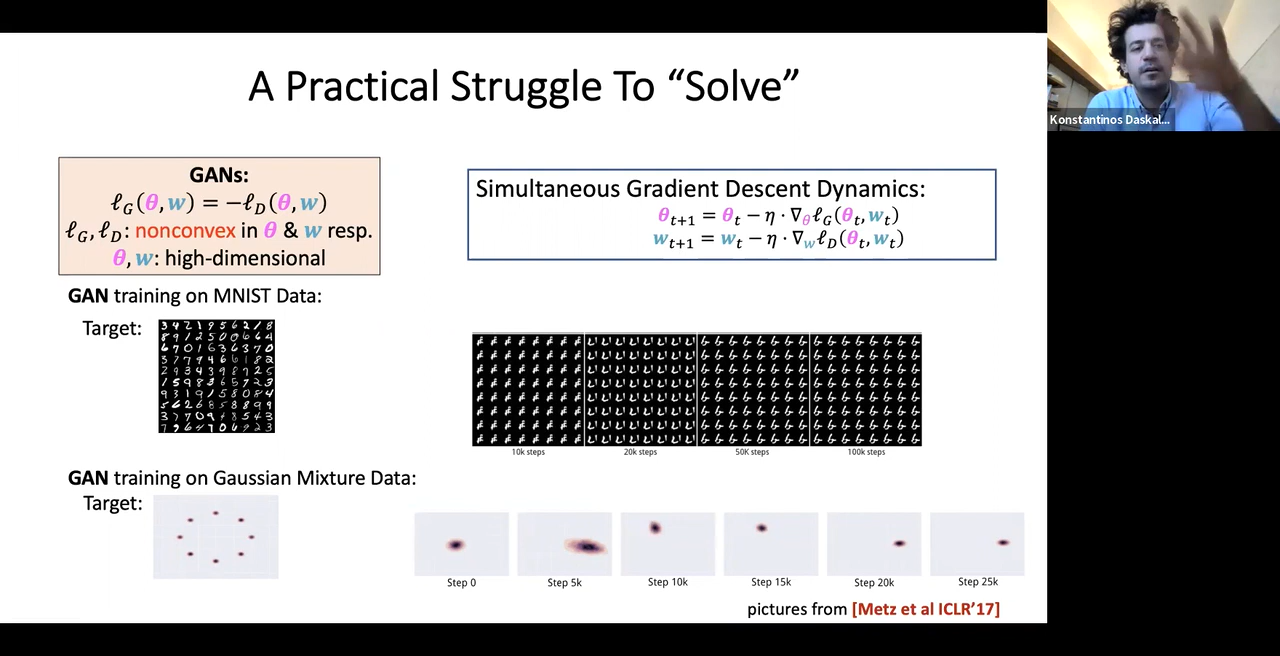 A Practical Struggle To “Solve”
Konstantinos Daskal...
GANs:
ℓ_G(θ, w) = −ℓ_D(θ, w)
ℓ_G, ℓ_D: nonconvex in θ & w resp.
θ, w: high-dimensional
Simultaneous Gradient Descent Dynamics:
θ_{t+1} = θ_t − η · ∇_θ ℓ_G(θ_t, w_t)
w_{t+1} = w_t − η · ∇_w ℓ_D(θ_t, w_t)
GAN training on MNIST Data:
Target:
10k steps 20k steps 50K steps 100k steps
GAN training on Gaussian Mixture Data:
Target:
Step 0 Step 5k Step 10k Step 15k Step 20k Step 25k
pictures from [Metz et al ICLR’17]